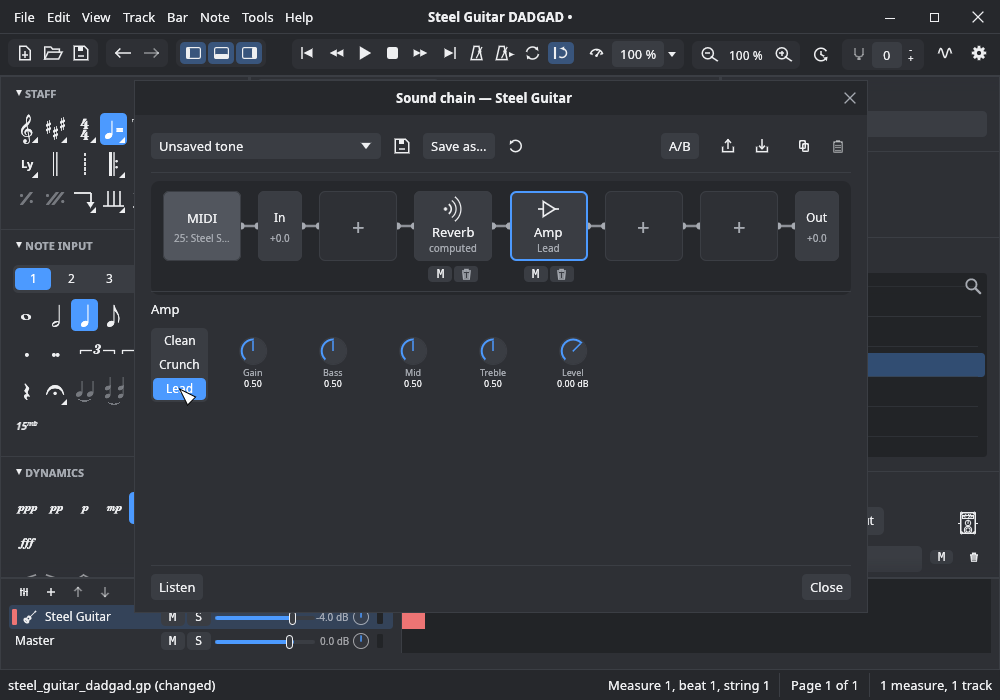 File Edit View Track Bar Note Tools Help
Steel Guitar DADGAD •
100 %
100 %
0
STAFF
Ly
NOTE INPUT
1 2 3
3
15mb
DYNAMICS
ppp pp p mp
fff
Sound chain — Steel Guitar
Unsaved tone
Save as...
A/B
MIDI
25: Steel S...
In
+0.0
+
Reverb
computed
Amp
Lead
+
+
Out
+0.0
M
M
Amp
Clean
Crunch
Lead
Gain
0.50
Bass
0.50
Mid
0.50
Treble
0.50
Level
0.00 dB
Listen
Close
M
Steel Guitar M S -4.0 dB
Master M S 0.0 dB
steel_guitar_dadgad.gp (changed)
Measure 1, beat 1, string 1
Page 1 of 1
1 measure, 1 track